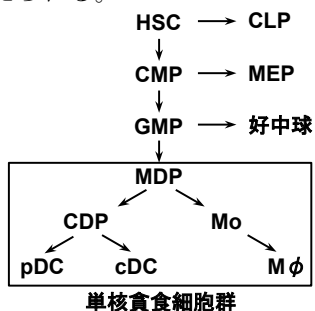 HSC → CLP
CMP → MEP
GMP → 好中球
MDP
CDP Mo
pDC cDC Mφ
単核貪食細胞群